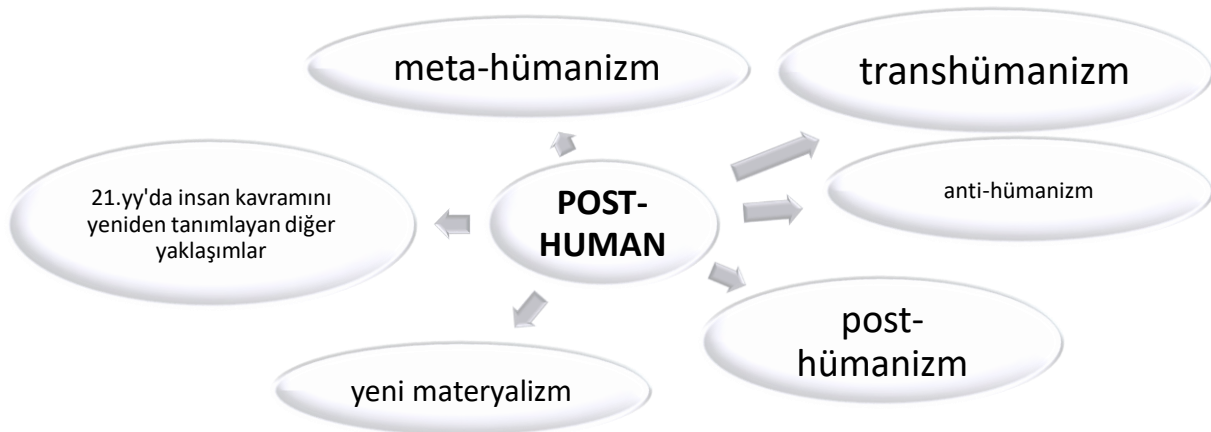 meta-hümanizm
transhümanizm
21.yy'da insan kavramını
yeniden tanımlayan diğer
yaklaşımlar
POST-
HUMAN
anti-hümanizm
post-
hümanizm
yeni materyalizm